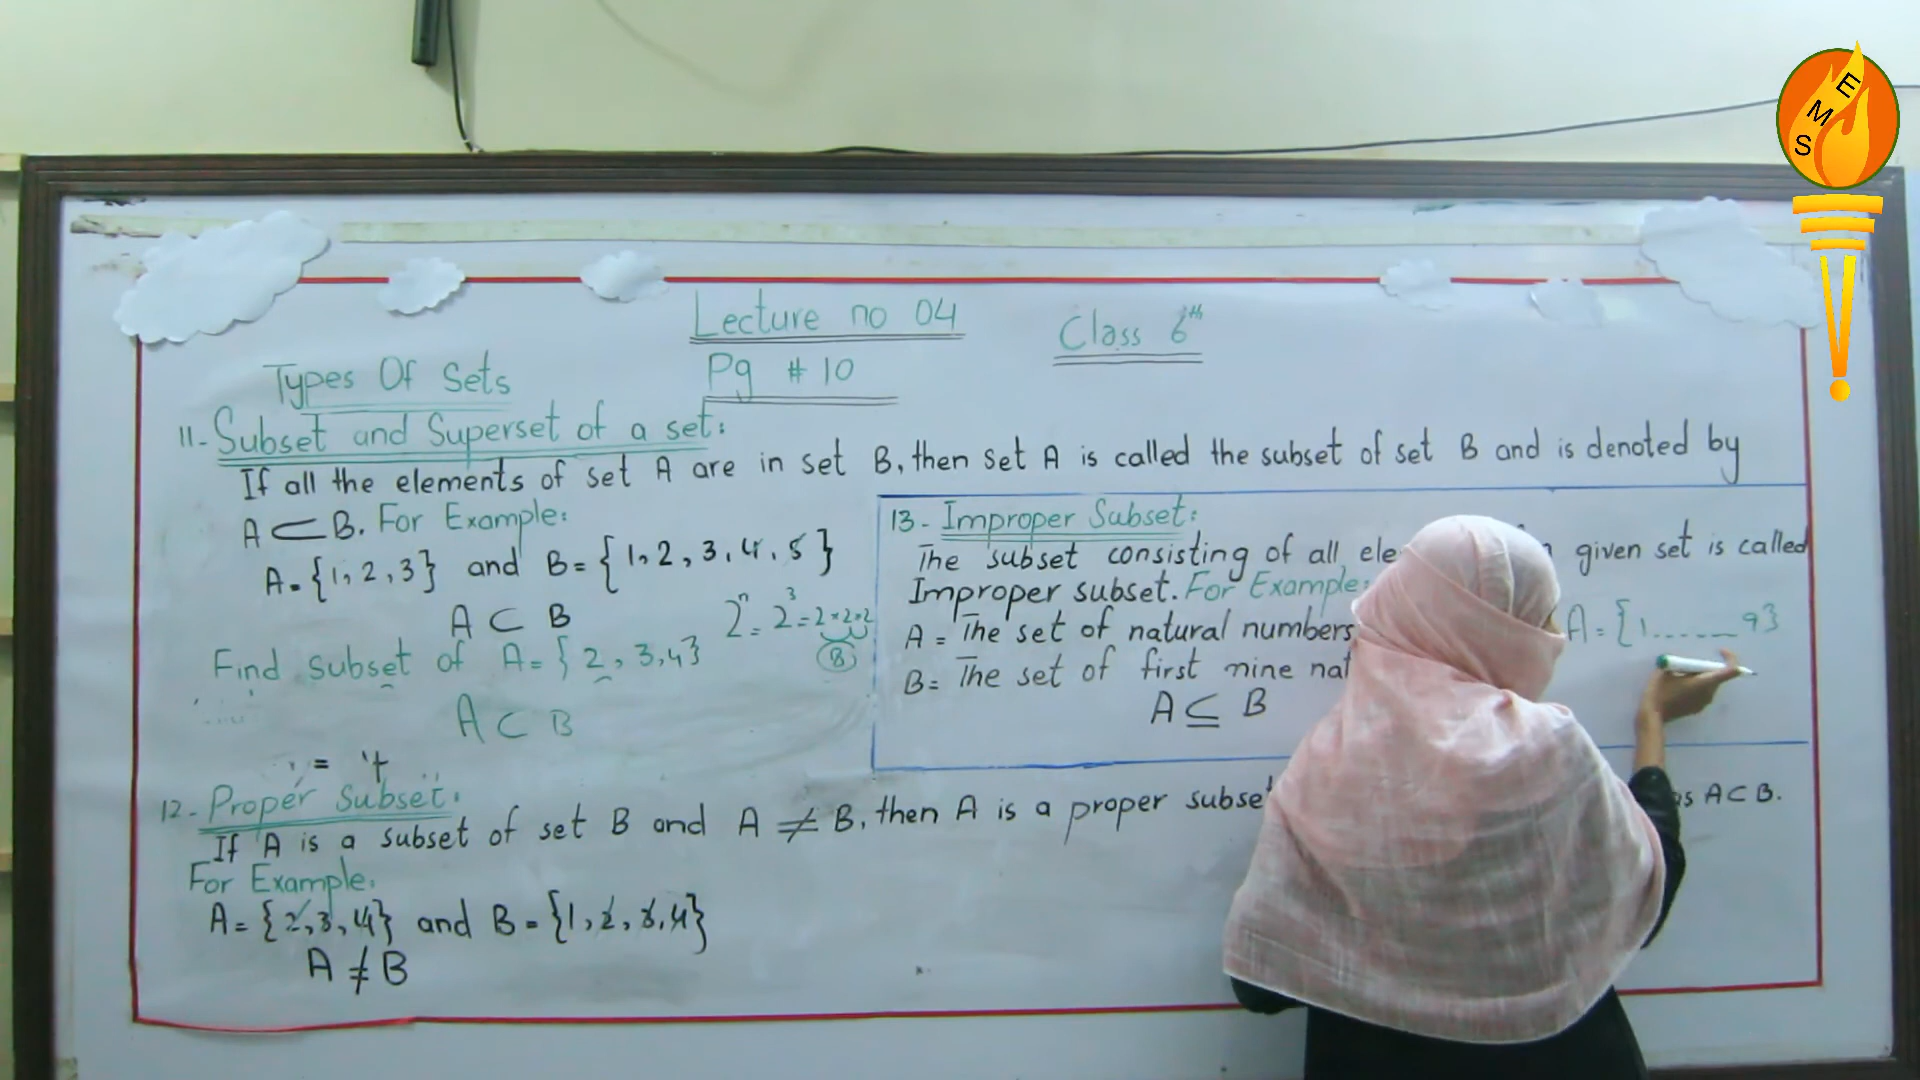 E
M
S
Lecture no 04
Class 6th
Pg # 10
Types Of Sets
11- Subset and Superset of a set:
If all the elements of set A are in set B, then set A is called the subset of set B and is denoted by
A ⊂ B. For Example:
A = {1, 2, 3} and B = {1, 2, 3, 4, 5}
A ⊂ B
2ⁿ = 2³ = 2×2×2
8
Find subset of A = {2, 3, 4}
A ⊂ B
13- Improper Subset:
The subset consisting of all given set is called
Improper subset. For Example:
A = The set of natural numbers A = {1.......9}
B = The set of first nine
A ⊆ B
12- Proper Subset:
If A is a subset of set B and A ≠ B, then A is a proper A ⊂ B.
For Example:
A = {2, 3, 4} and B = {1, 2, 3, 4}
A ≠ B